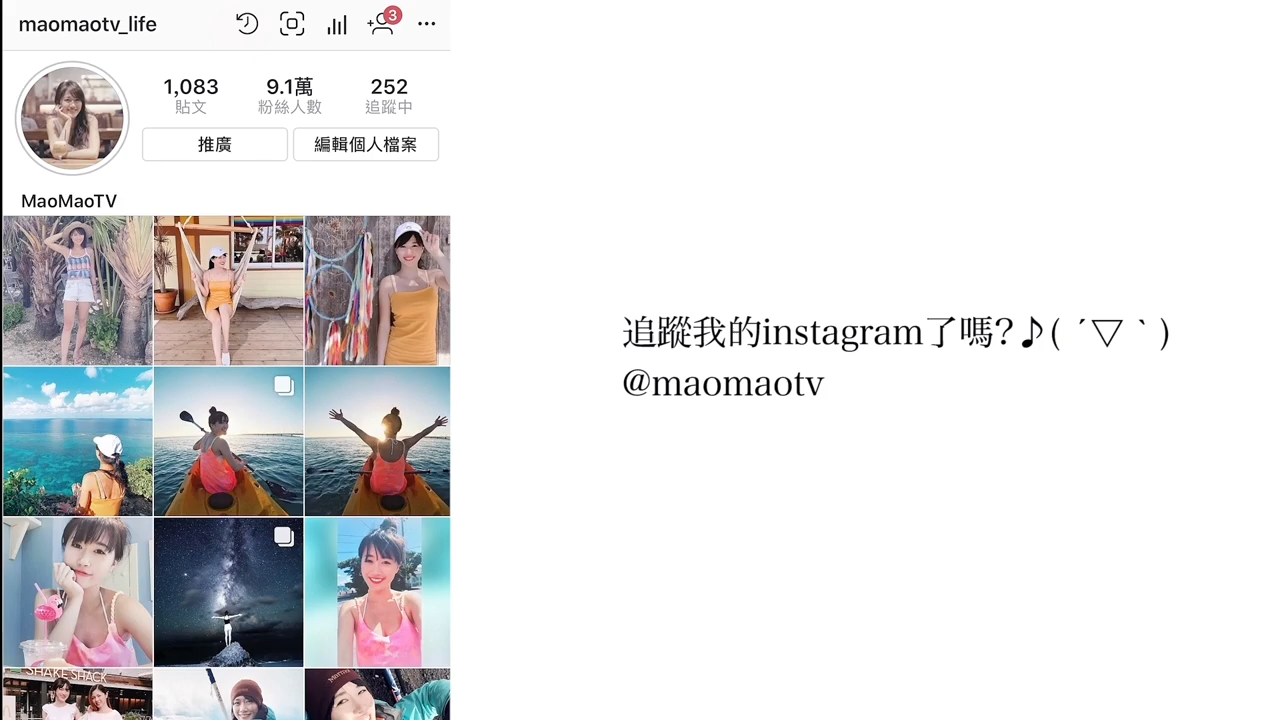 maomaotv_life
3
1,083
9.1萬
252
貼文
粉絲人數
追蹤中
推廣
編輯個人檔案
MaoMaoTV
SHAKE SHACK
追蹤我的instagram了嗎?♪( ´▽｀)
@maomaotv